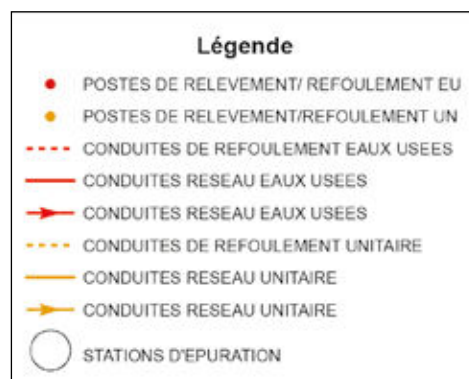 Légende
POSTES DE RELEVEMENT/ REFOULEMENT EU
POSTES DE RELEVEMENT/REFOULEMENT UN
CONDUITES DE REFOULEMENT EAUX USEES
CONDUITES RESEAU EAUX USEES
CONDUITES RESEAU EAUX USEES
CONDUITES DE REFOULEMENT UNITAIRE
CONDUITES RESEAU UNITAIRE
CONDUITES RESEAU UNITAIRE
STATIONS D'EPURATION